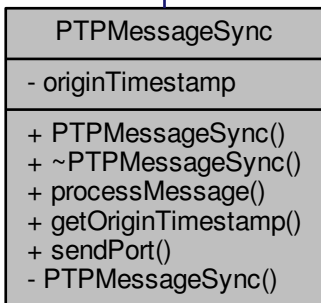 PTPMessageSync
- originTimestamp
+ PTPMessageSync()
+ ~PTPMessageSync()
+ processMessage()
+ getOriginTimestamp()
+ sendPort()
- PTPMessageSync()